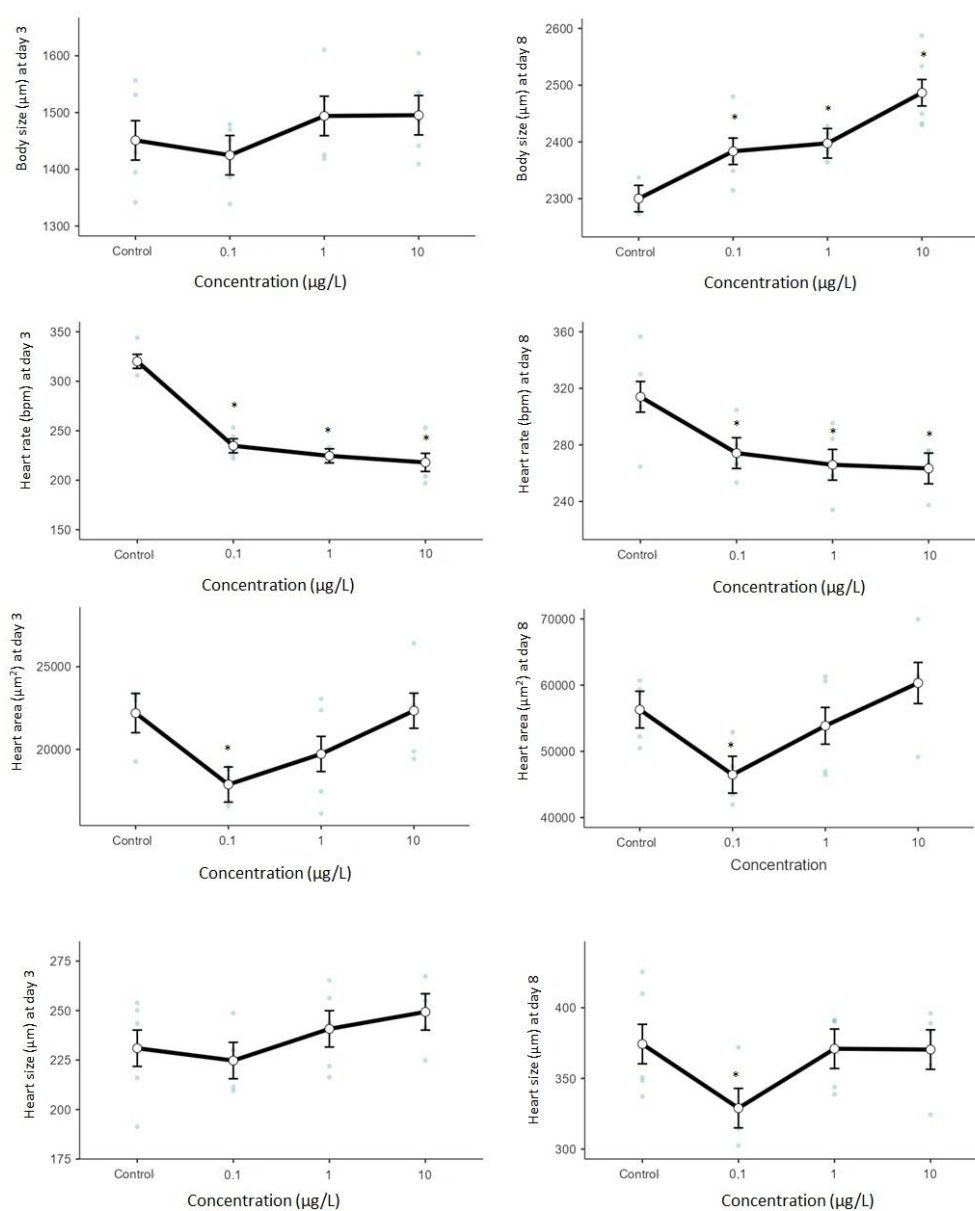 Body size (µm) at day 3
1600
1500
1400
1300
Control
0.1
1
10
Concentration (µg/L)
Body size (µm) at day 8
2600
2500
2400
2300
*
*
*
Control
0.1
1
10
Concentration (µg/L)
Heart rate (bpm) at day 3
350
300
250
200
150
*
*
*
Control
0.1
1
10
Concentration (µg/L)
Heart rate (bpm) at day 8
360
320
280
240
*
*
*
Control
0.1
1
10
Concentration (µg/L)
Heart area (µm²) at day 3
25000
20000
*
Control
0.1
1
10
Concentration (µg/L)
Heart area (µm²) at day 8
70000
60000
50000
40000
*
Control
0.1
1
10
Concentration
Heart size (µm) at day 3
275
250
225
200
175
Control
0.1
1
10
Concentration (µg/L)
Heart size (µm) at day 8
400
350
300
*
Control
0.1
1
10
Concentration (µg/L)